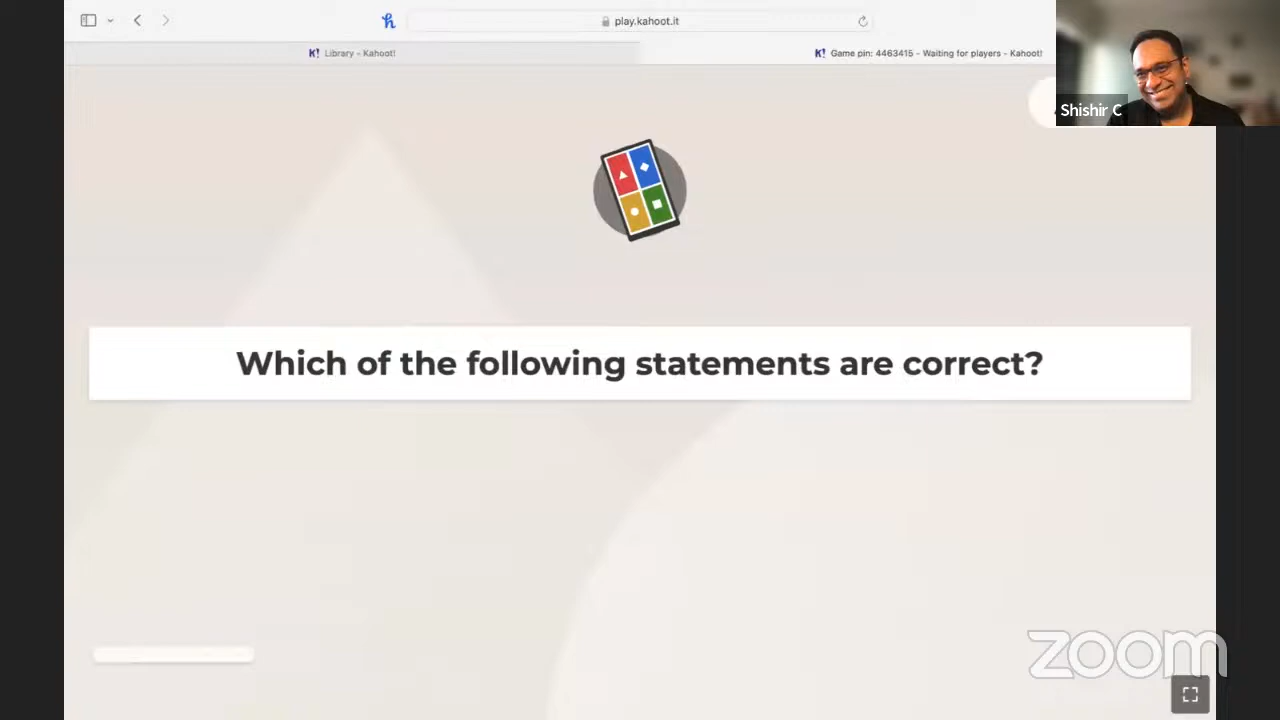 play.kahoot.it
K! Library - Kahoot!
K! Game pin: 4463415 - Waiting for players - Kahoot!
Shishir C
Which of the following statements are correct?
zoom